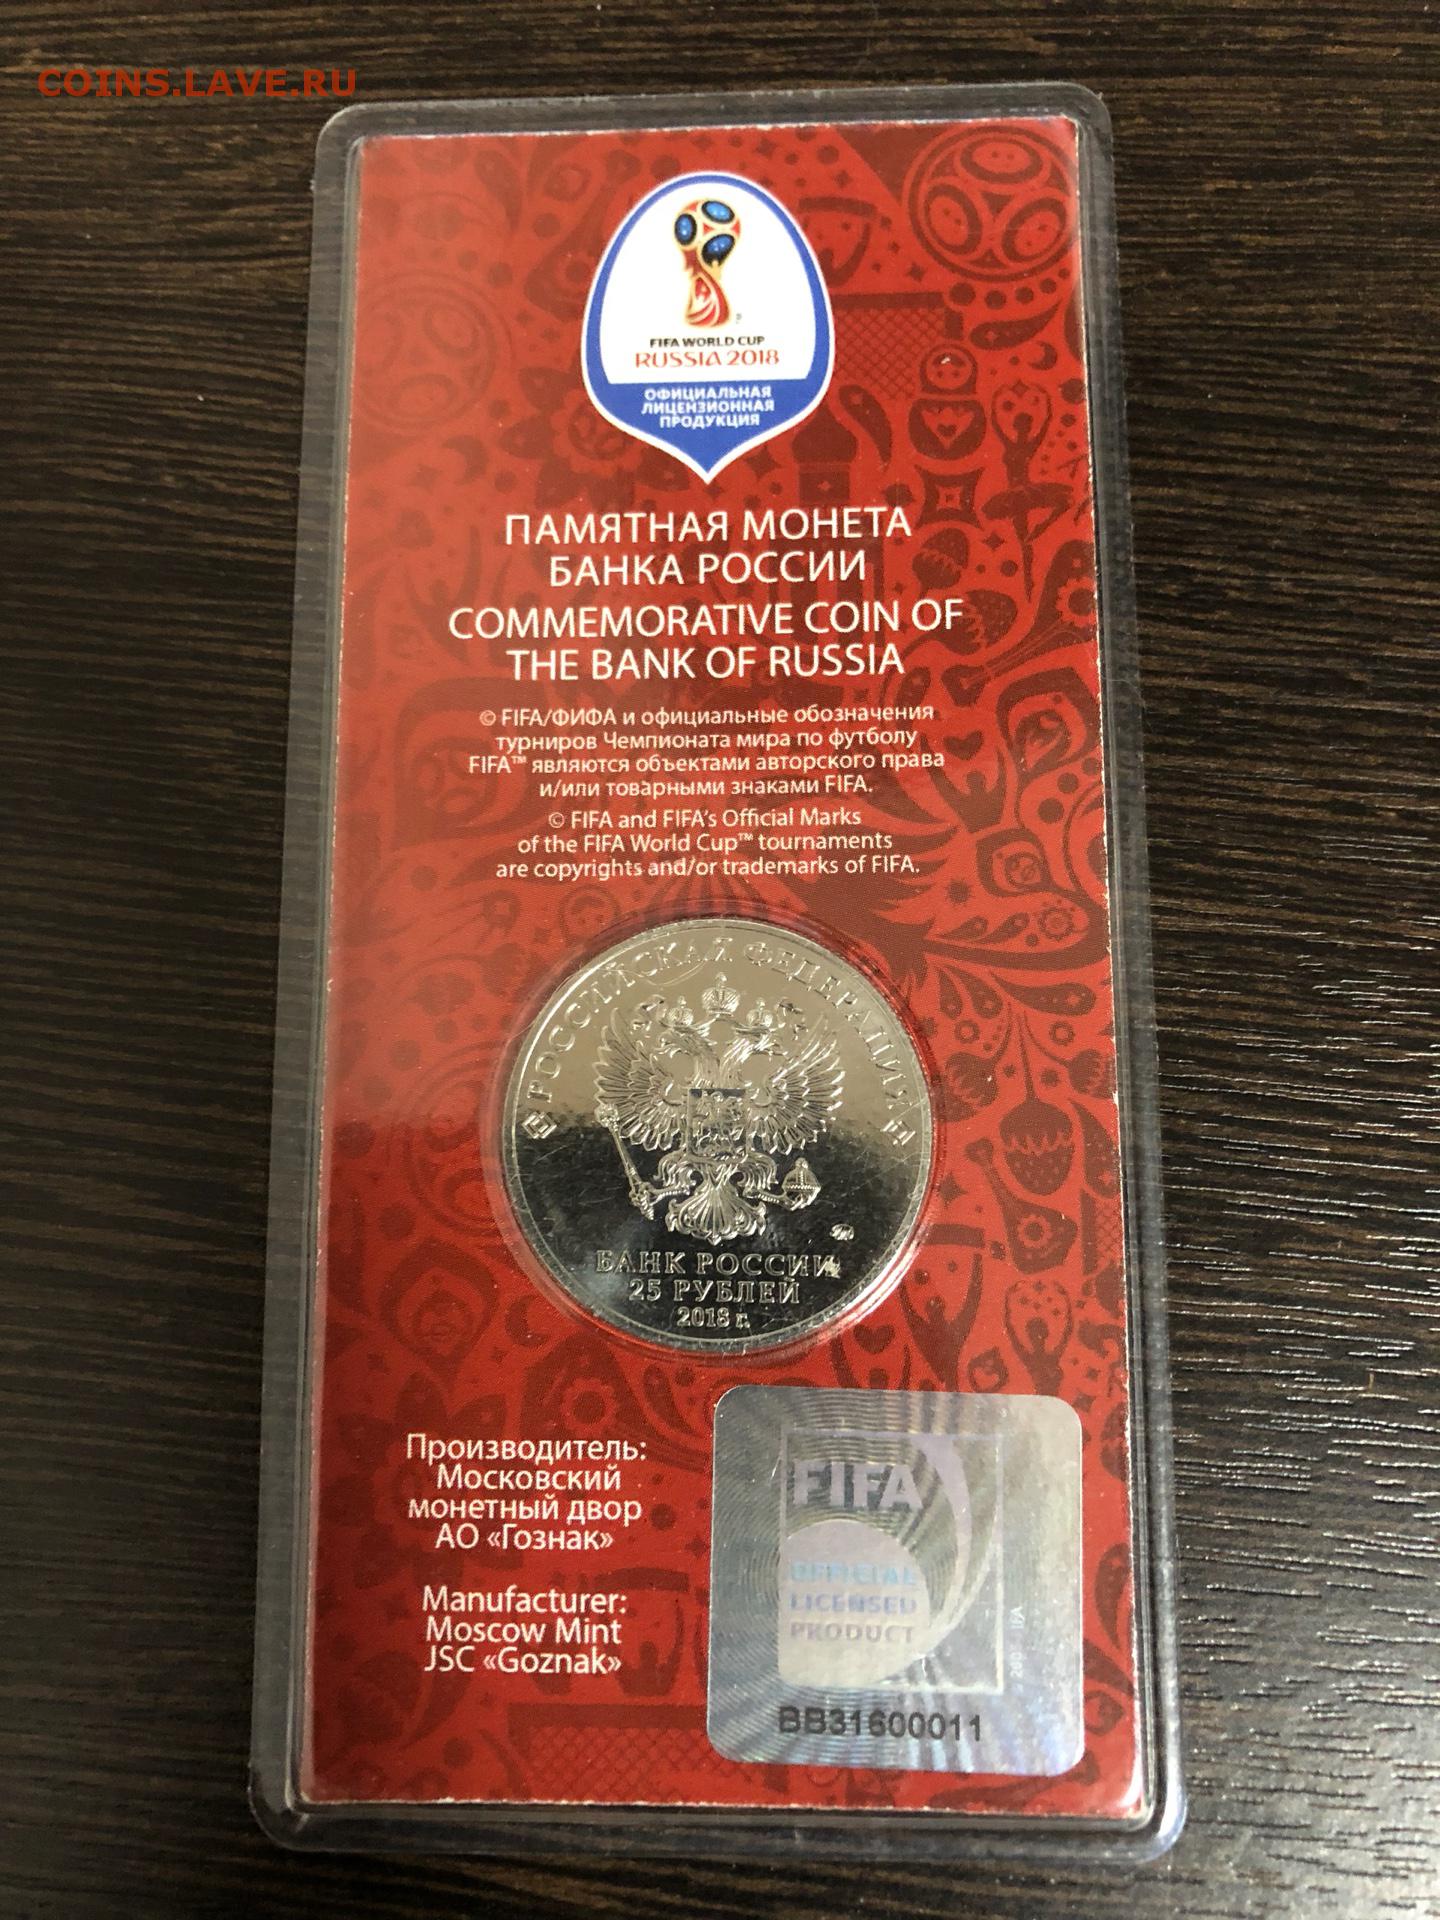 COINS.LAVE.RU
FIFA WORLD CUP
RUSSIA 2018
ОФИЦИАЛЬНАЯ
ЛИЦЕНЗИОННАЯ
ПРОДУКЦИЯ
ПАМЯТНАЯ МОНЕТА
БАНКА РОССИИ
COMMEMORATIVE COIN OF
THE BANK OF RUSSIA
© FIFA/ФИФА и официальные обозначения
турниров Чемпионата мира по футболу
FIFA™ являются объектами авторского права
и/или товарными знаками FIFA.
© FIFA and FIFA's Official Marks
of the FIFA World Cup™ tournaments
are copyrights and/or trademarks of FIFA.
РОССИЙСКАЯ ФЕДЕРАЦИЯ
БАНК РОССИИ
25 РУБЛЕЙ
2018 г.
Производитель:
Московский
монетный двор
АО «Гознак»
Manufacturer:
Moscow Mint
JSC «Goznak»
FIFA
OFFICIAL
LICENSED
PRODUCT
BB31600011